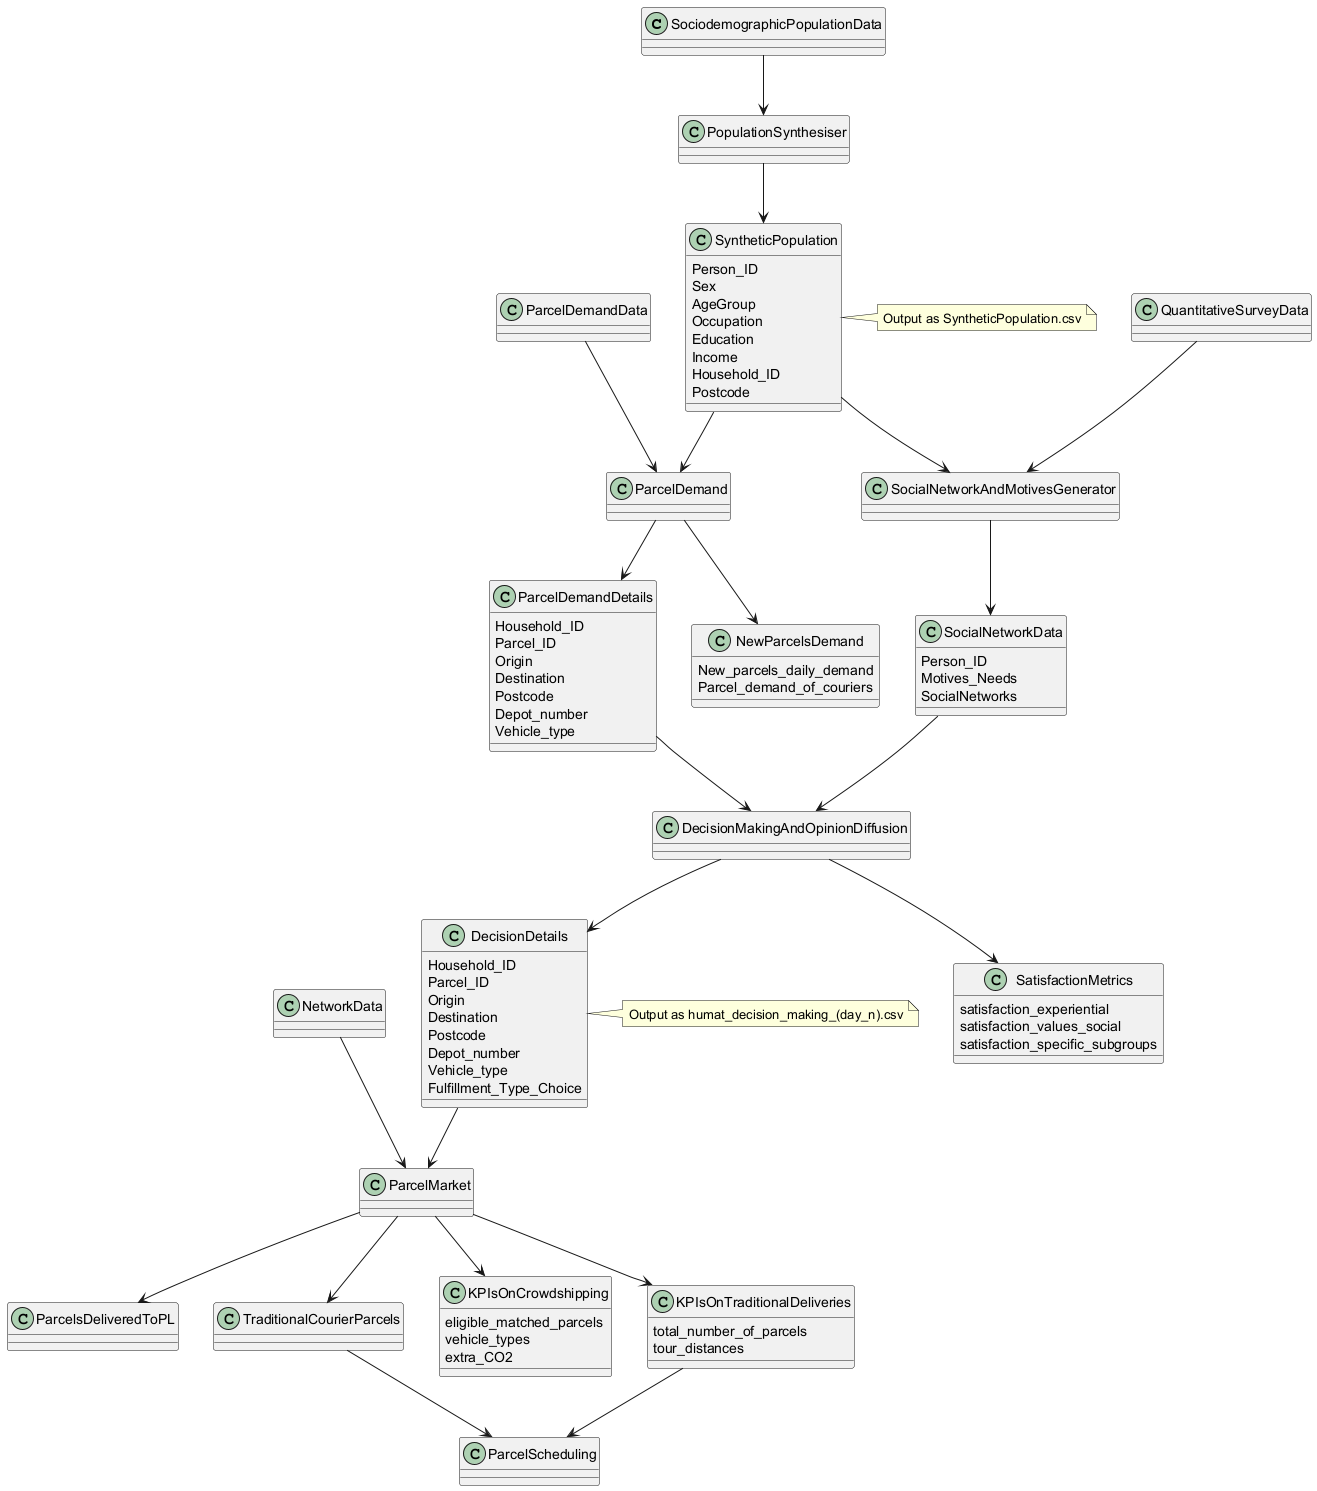 C SociodemographicPopulationData
C PopulationSynthesiser
C SyntheticPopulation
Person_ID
Sex
AgeGroup
Occupation
Education
Income
Household_ID
Postcode
Output as SyntheticPopulation.csv
C ParcelDemandData
C QuantitativeSurveyData
C ParcelDemand
C SocialNetworkAndMotivesGenerator
C ParcelDemandDetails
Household_ID
Parcel_ID
Origin
Destination
Postcode
Depot_number
Vehicle_type
C NewParcelsDemand
New_parcels_daily_demand
Parcel_demand_of_couriers
C SocialNetworkData
Person_ID
Motives_Needs
SocialNetworks
C DecisionMakingAndOpinionDiffusion
C DecisionDetails
Household_ID
Parcel_ID
Origin
Destination
Postcode
Depot_number
Vehicle_type
Fulfillment_Type_Choice
Output as humat_decision_making_(day_n).csv
C SatisfactionMetrics
satisfaction_experiential
satisfaction_values_social
satisfaction_specific_subgroups
C NetworkData
C ParcelMarket
C ParcelsDeliveredToPL
C TraditionalCourierParcels
C KPIsOnCrowdshipping
eligible_matched_parcels
vehicle_types
extra_CO2
C KPIsOnTraditionalDeliveries
total_number_of_parcels
tour_distances
C ParcelScheduling